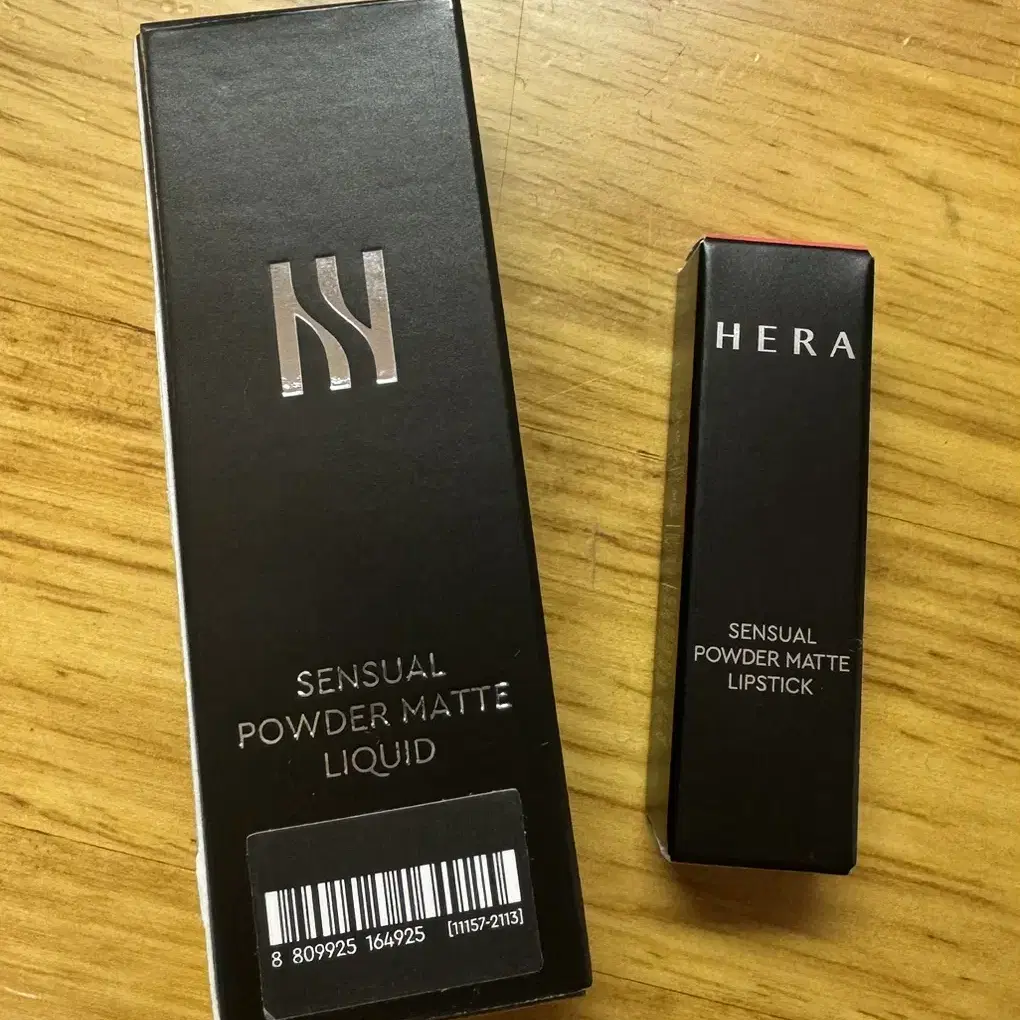 SENSUAL
POWDER MATTE
LIQUID
8 809925 164925 [11157-2113]
HERA
SENSUAL
POWDER MATTE
LIPSTICK